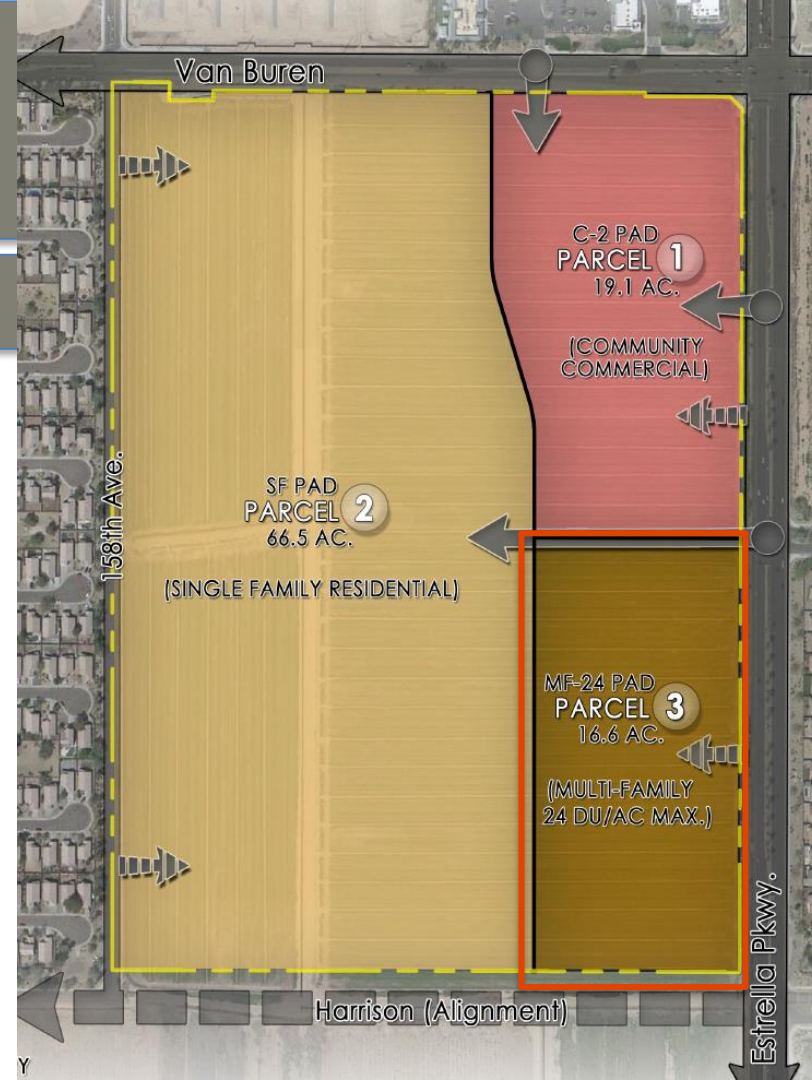 Van Buren
C-2 PAD
PARCEL 1
19.1 AC.
(COMMUNITY
COMMERCIAL)
158th Ave.
SF PAD
PARCEL 2
66.5 AC.
(SINGLE FAMILY RESIDENTIAL)
MF-24 PAD
PARCEL 3
16.6 AC.
(MULTI-FAMILY
24 DU/AC MAX.)
Estrella Pkwy.
Harrison (Alignment)
Y